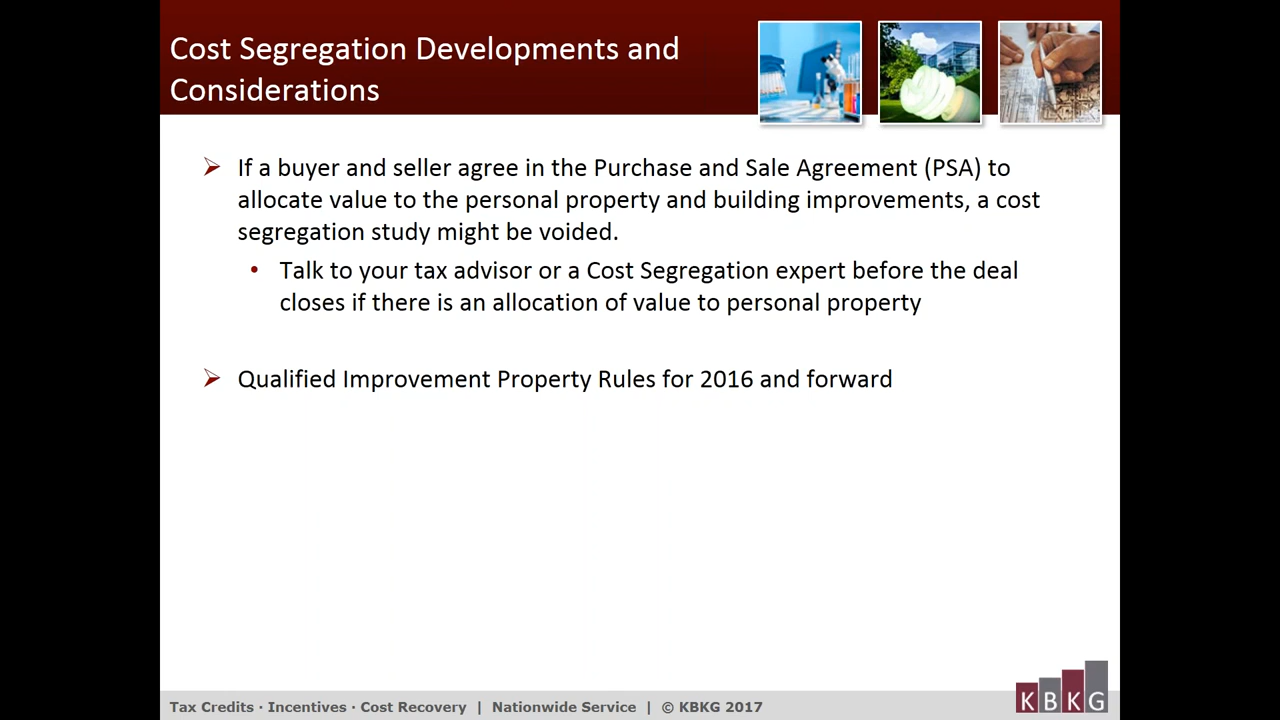 Cost Segregation Developments and
Considerations
➢ If a buyer and seller agree in the Purchase and Sale Agreement (PSA) to
allocate value to the personal property and building improvements, a cost
segregation study might be voided.
• Talk to your tax advisor or a Cost Segregation expert before the deal
closes if there is an allocation of value to personal property
➢ Qualified Improvement Property Rules for 2016 and forward
Tax Credits · Incentives · Cost Recovery | Nationwide Service | © KBKG 2017
KBKG